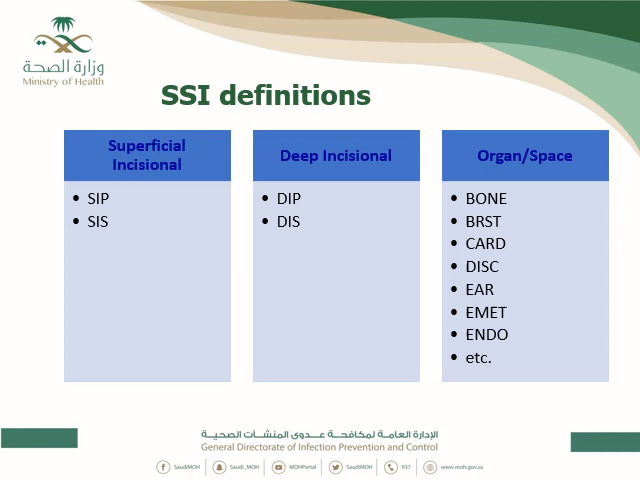 وزارة الصحة
Ministry of Health
SSI definitions
Superficial
Incisional
• SIP
• SIS
Deep Incisional
• DIP
• DIS
Organ/Space
• BONE
• BRST
• CARD
• DISC
• EAR
• EMET
• ENDO
• etc.
الإدارة العامة لمكافحة عدوى المنشآت الصحية
General Directorate of Infection Prevention and Control
SaudiMOH Saudi_MOH MOHPortal SaudiMOH 937 www.moh.gov.sa